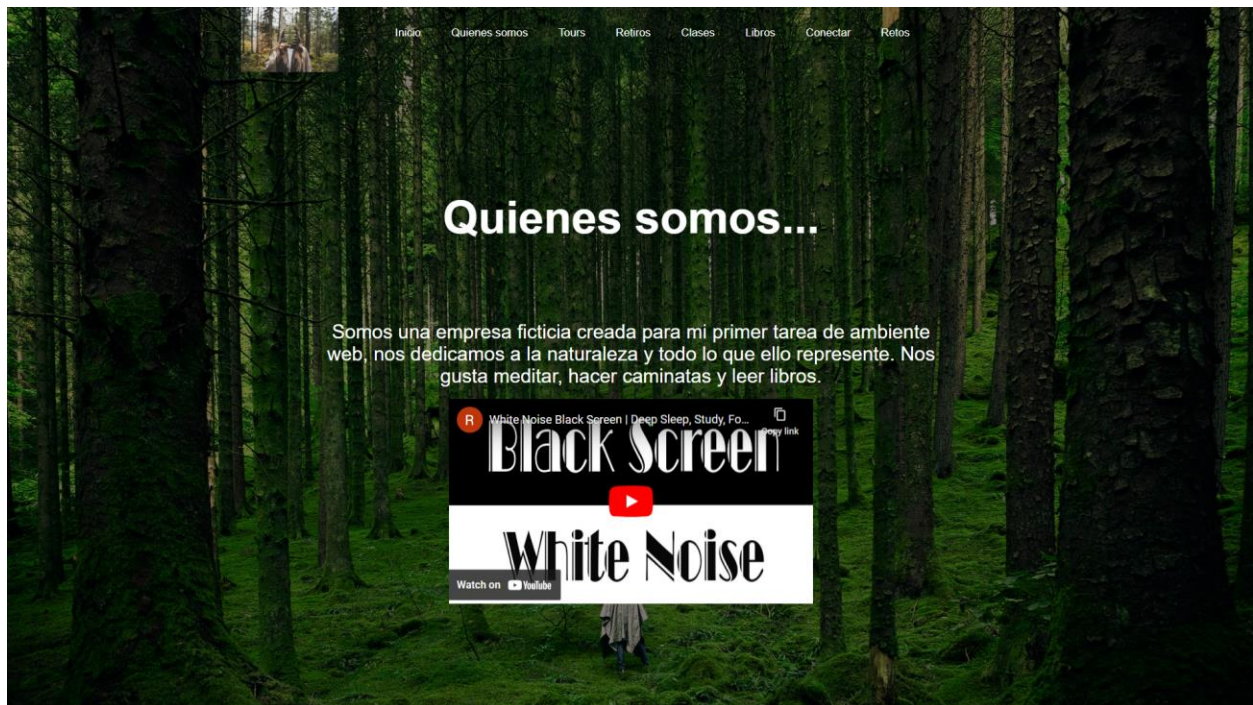 Inicio Quienes somos Tours Retiros Clases Libros Conectar Retos
Quienes somos...
Somos una empresa ficticia creada para mi primer tarea de ambiente
web, nos dedicamos a la naturaleza y todo lo que ello represente. Nos
gusta meditar, hacer caminatas y leer libros.
R White Noise Black Screen | Deep Sleep, Study, Fo...
Copy link
Black Screen
White Noise
Watch on YouTube